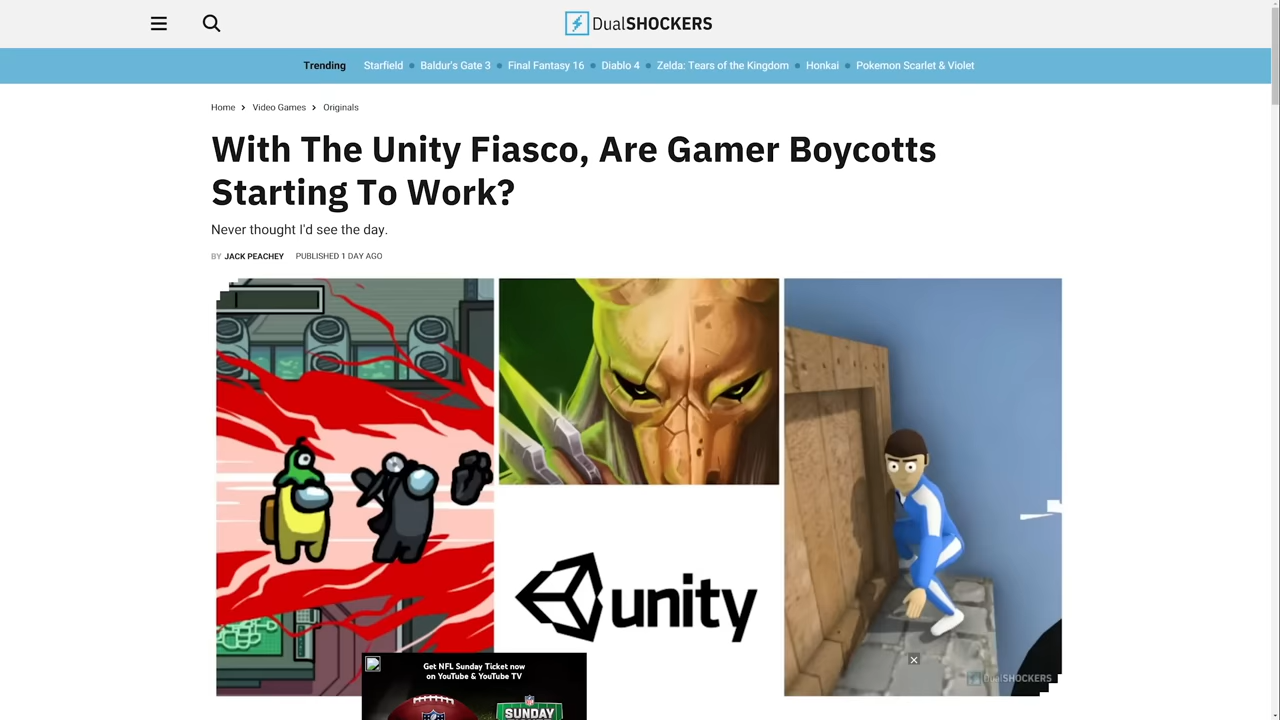 DualSHOCKERS
Trending Starfield Baldur's Gate 3 Final Fantasy 16 Diablo 4 Zelda: Tears of the Kingdom Honkai Pokemon Scarlet & Violet
Home Video Games Originals
With The Unity Fiasco, Are Gamer Boycotts
Starting To Work?
Never thought I'd see the day.
BY JACK PEACHEY PUBLISHED 1 DAY AGO
unity
DualSHOCKERS
Get NFL Sunday Ticket now
on YouTube & YouTube TV
NFL
SUNDAY